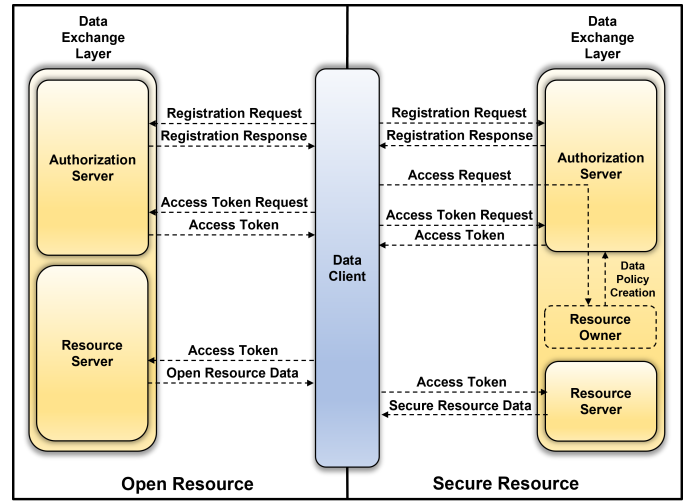 Data
Exchange
Layer
Data
Exchange
Layer
Registration Request
Registration Response
Authorization
Server
Access Token Request
Access Token
Resource
Server
Access Token
Open Resource Data
Data
Client
Registration Request
Registration Response
Access Request
Access Token Request
Access Token
Authorization
Server
Data
Policy
Creation
Resource
Owner
Access Token
Secure Resource Data
Resource
Server
Open Resource
Secure Resource